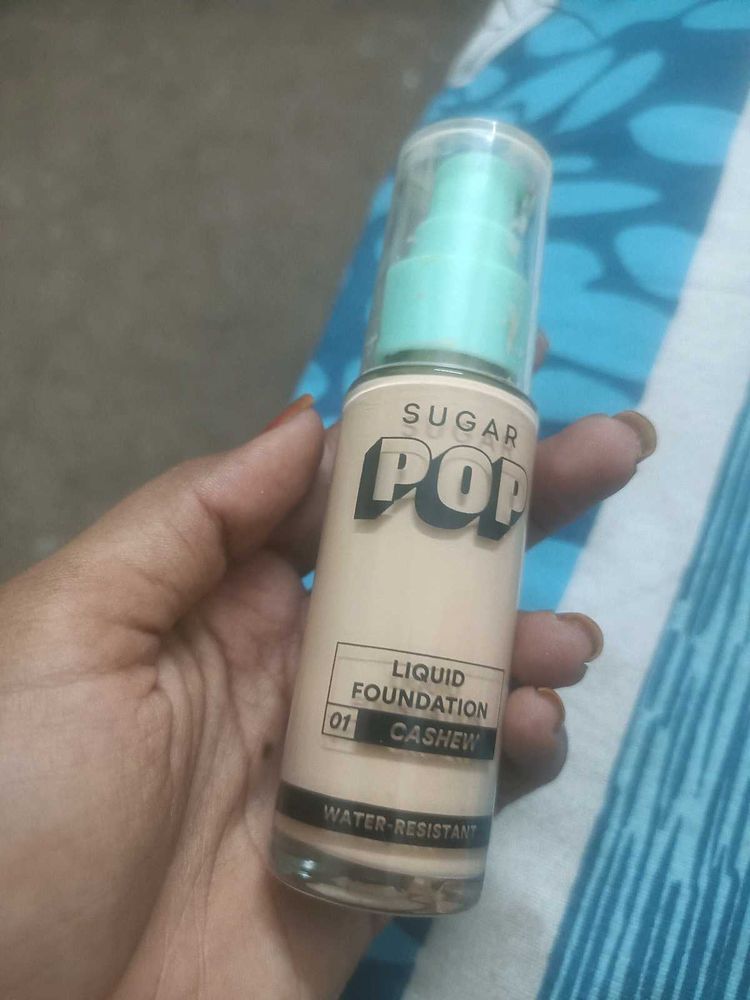 SUGAR
POP
LIQUID
FOUNDATION
01 CASHEW
WATER-RESISTANT